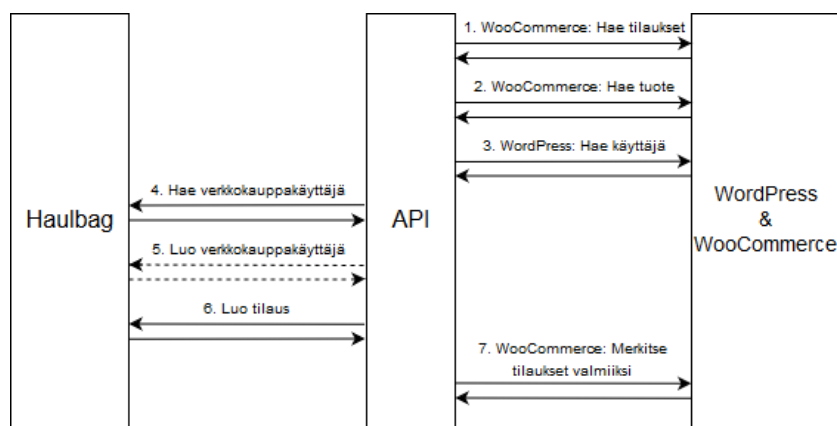 1. WooCommerce: Hae tilaukset
2. WooCommerce: Hae tuote
3. WordPress: Hae käyttäjä
4. Hae verkkokauppakäyttäjä
Haulbag
API
WordPress
&
WooCommerce
5. Luo verkkokauppakäyttäjä
6. Luo tilaus
7. WooCommerce: Merkitse
tilaukset valmiiksi